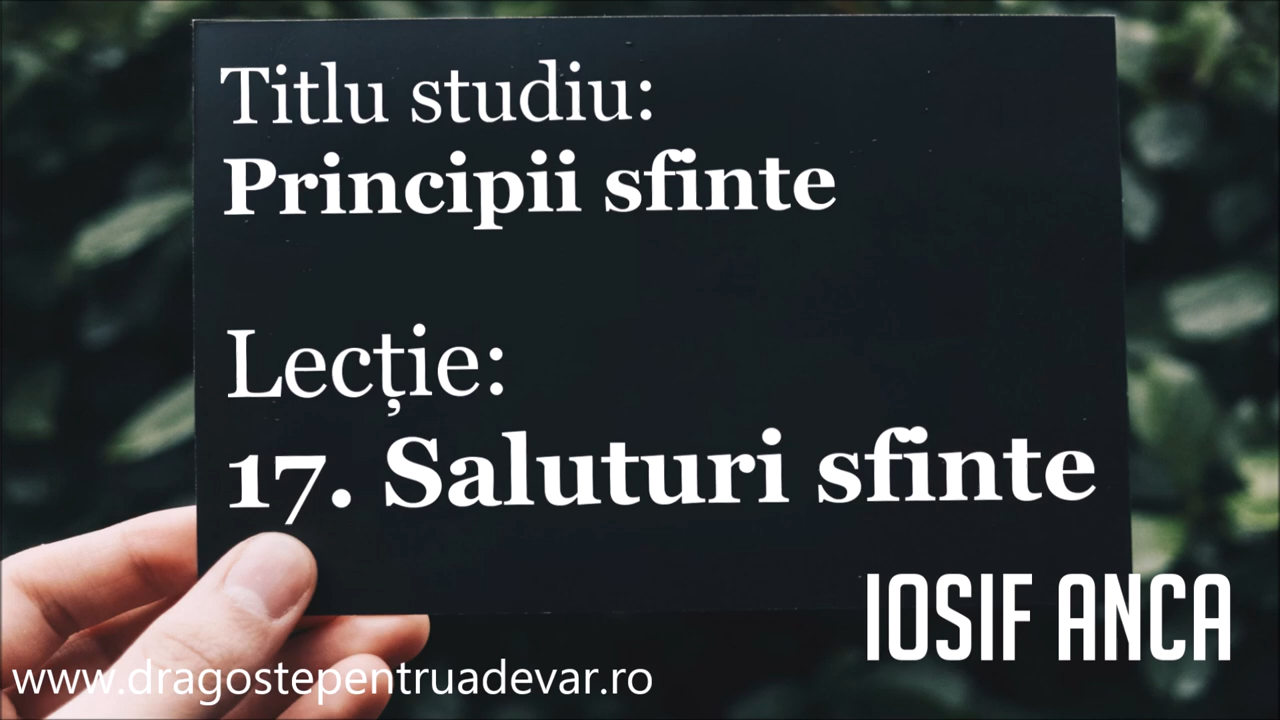 Titlu studiu:
Principii sfinte
Lecție:
17. Saluturi sfinte
IOSIF ANCA
www.dragostepentruadevar.ro